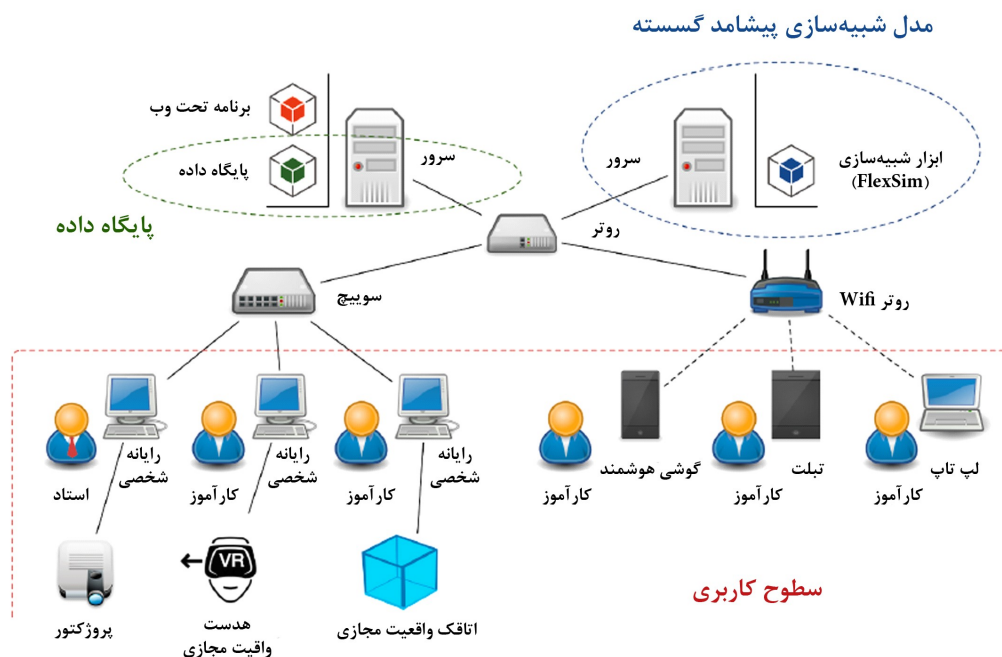 مدل شبیه‌سازی پیشامد گسسته
برنامه تحت وب
پایگاه داده
سرور
سرور
ابزار شبیه‌سازی
(FlexSim)
پایگاه داده
روتر
سوییچ
روتر Wifi
رایانه
شخصی
استاد
رایانه
شخصی
کارآموز
رایانه
شخصی
کارآموز
گوشی هوشمند
کارآموز
تبلت
کارآموز
لپ تاپ
کارآموز
VR
پروژکتور
هدست
واقیت مجازی
اتاقک واقعیت مجازی
سطوح کاربری